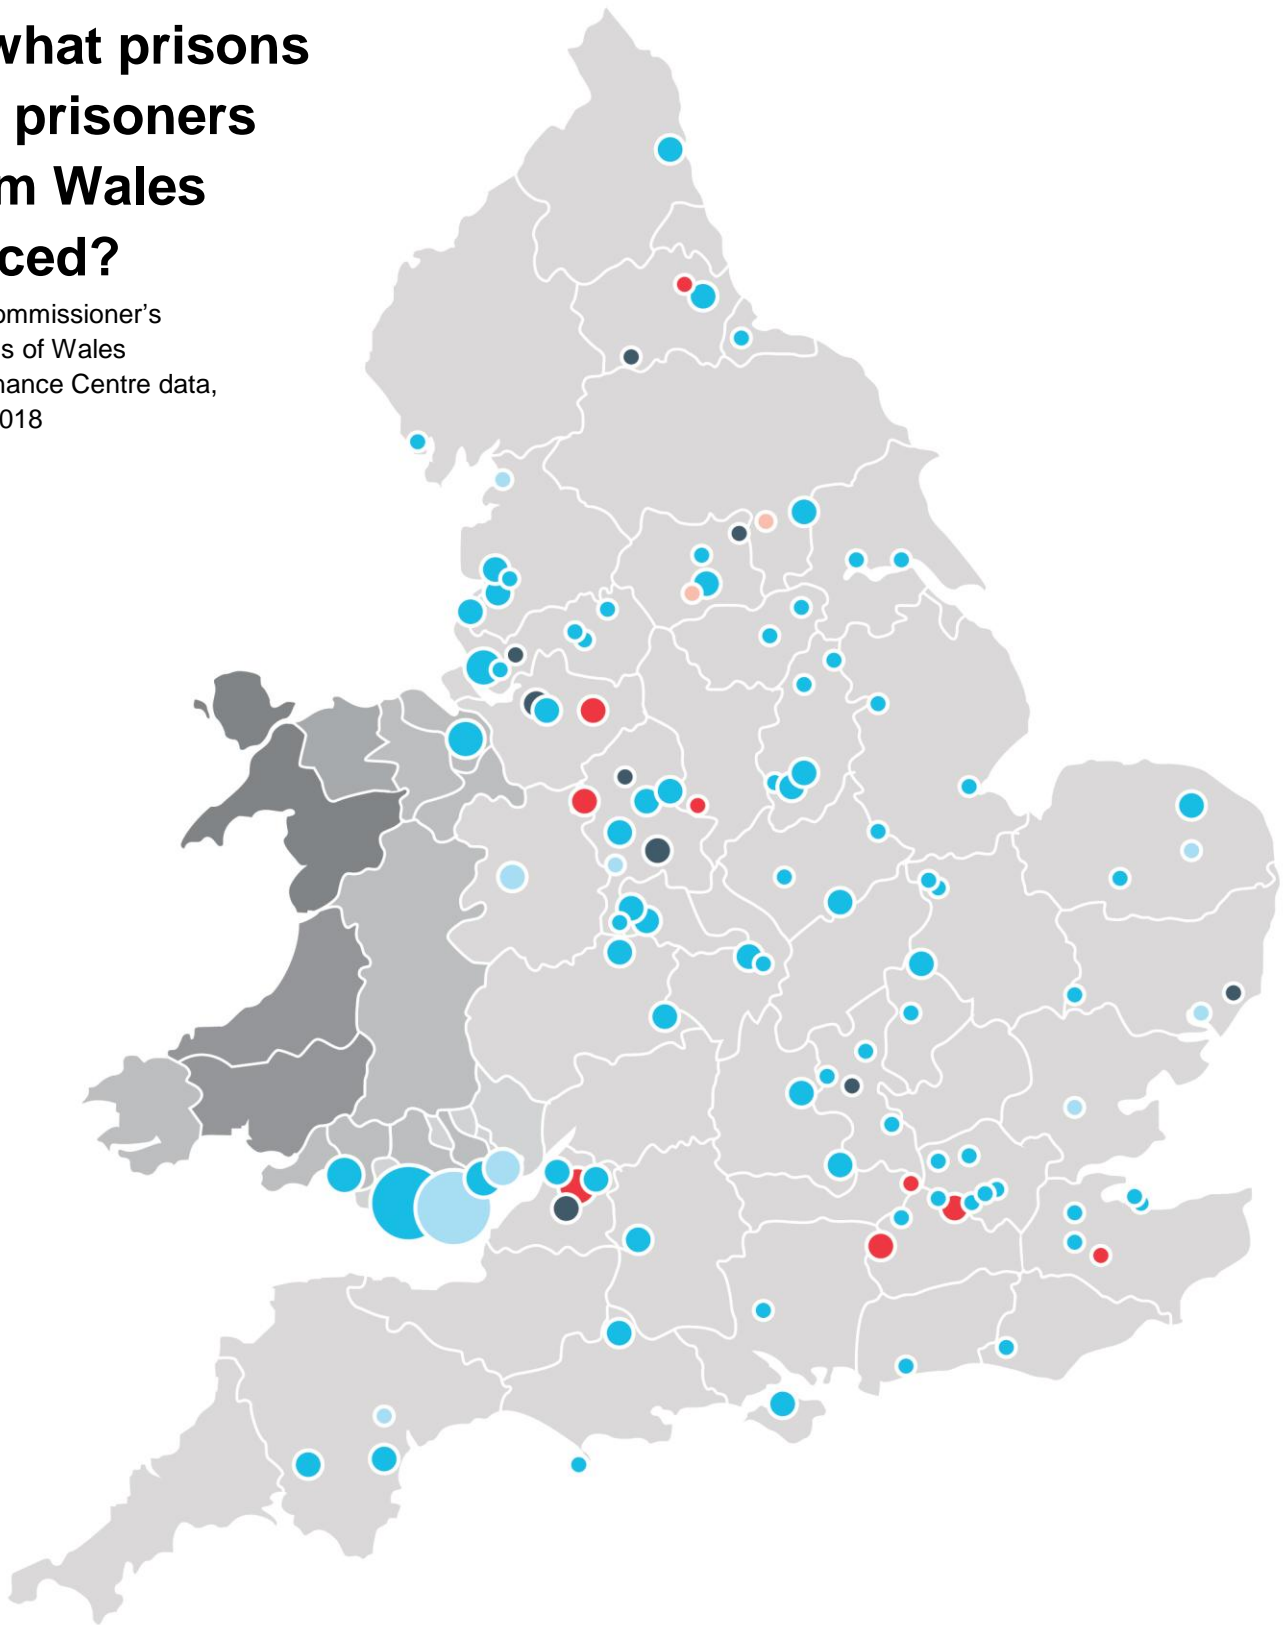 what prisons
prisoners
m Wales
ced?
ommissioner’s
s of Wales
nance Centre data,
018